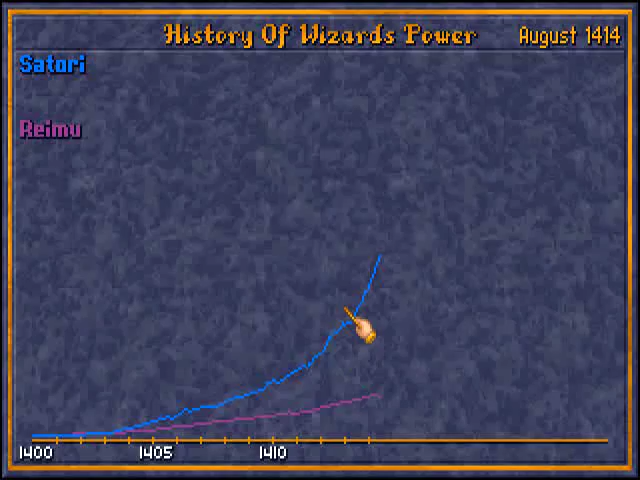 History Of Wizards Power
August 1414
Satori
Reimu
1400 1405 1410